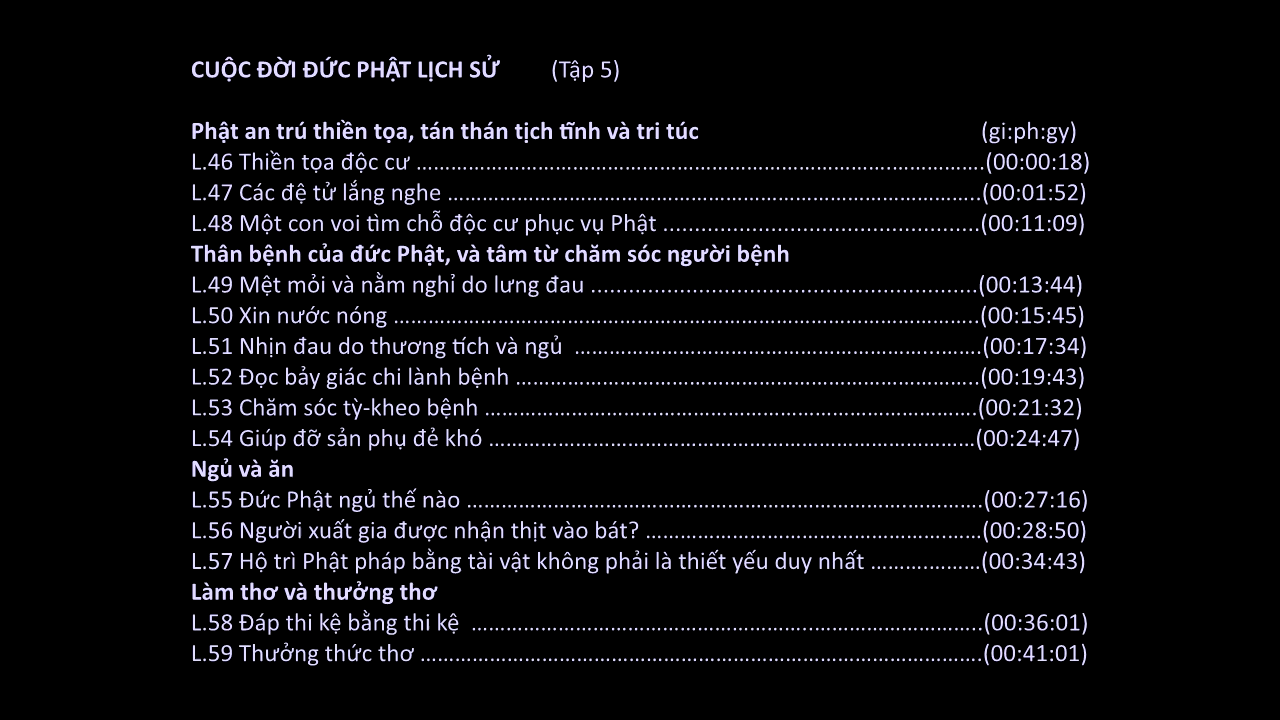 CUỘC ĐỜI ĐỨC PHẬT LỊCH SỬ (Tập 5)
Phật an trú thiền tọa, tán thán tịch tĩnh và tri túc (gi:ph:gy)
L.46 Thiền tọa độc cư ……………………………………………………………………………………….(00:00:18)
L.47 Các đệ tử lắng nghe ………………………………………………………………………………….(00:01:52)
L.48 Một con voi tìm chỗ độc cư phục vụ Phật ……………………………………………….(00:11:09)
Thân bệnh của đức Phật, và tâm từ chăm sóc người bệnh
L.49 Mệt mỏi và nằm nghỉ do lưng đau ………………………………………………………….(00:13:44)
L.50 Xin nước nóng …………………………………………………………………………………………..(00:15:45)
L.51 Nhịn đau do thương tích và ngủ …………………………………………………………….(00:17:34)
L.52 Đọc bảy giác chi lành bệnh ……………………………………………………………………...(00:19:43)
L.53 Chăm sóc tỳ-kheo bệnh ………………………………………………………………………….(00:21:32)
L.54 Giúp đỡ sản phụ đẻ khó …………………………………………………………………………(00:24:47)
Ngủ và ăn
L.55 Đức Phật ngủ thế nào ……………………………………………………………………………….(00:27:16)
L.56 Người xuất gia được nhận thịt vào bát? …………………………………………………(00:28:50)
L.57 Hộ trì Phật pháp bằng tài vật không phải là thiết yếu duy nhất ……….………(00:34:43)
Làm thơ và thưởng thơ
L.58 Đáp thi kệ bằng thi kệ ……………………………………………………………………………..(00:36:01)
L.59 Thưởng thức thơ ……………………………………………………………………………………….(00:41:01)